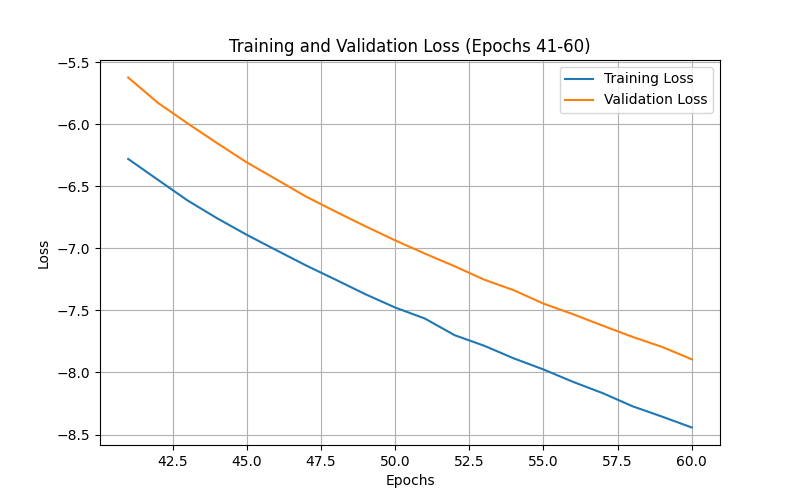 Training and Validation Loss (Epochs 41-60)
Training Loss
Validation Loss
Loss
−5.5
−6.0
−6.5
−7.0
−7.5
−8.0
−8.5
42.5 45.0 47.5 50.0 52.5 55.0 57.5 60.0
Epochs